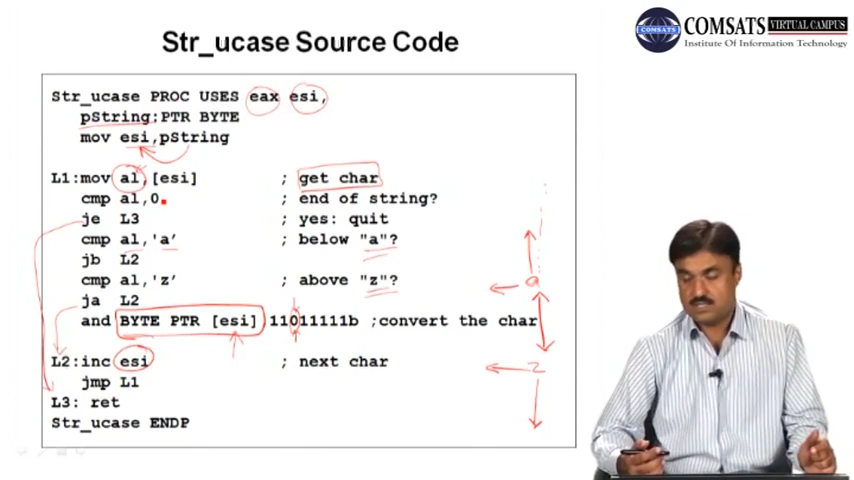 COMSATS
COMSATS VIRTUAL CAMPUS
Institute Of Information Technology
Str_ucase Source Code
Str_ucase PROC USES eax esi,
pString:PTR BYTE
mov esi,pString
L1:mov al,[esi] ; get char
cmp al,0 ; end of string?
je L3 ; yes: quit
cmp al,'a' ; below "a"?
jb L2
cmp al,'z' ; above "z"?
ja L2
and BYTE PTR [esi] 11011111b ;convert the char
L2:inc esi ; next char
jmp L1
L3: ret
Str_ucase ENDP
a
z